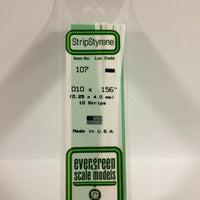 StripStyrene
Item No. Loc. Code
107
.010 x .156"
(0.25 x 4.0 mm)
10 Strips
Made in U.S.A.
evergreen
scale models